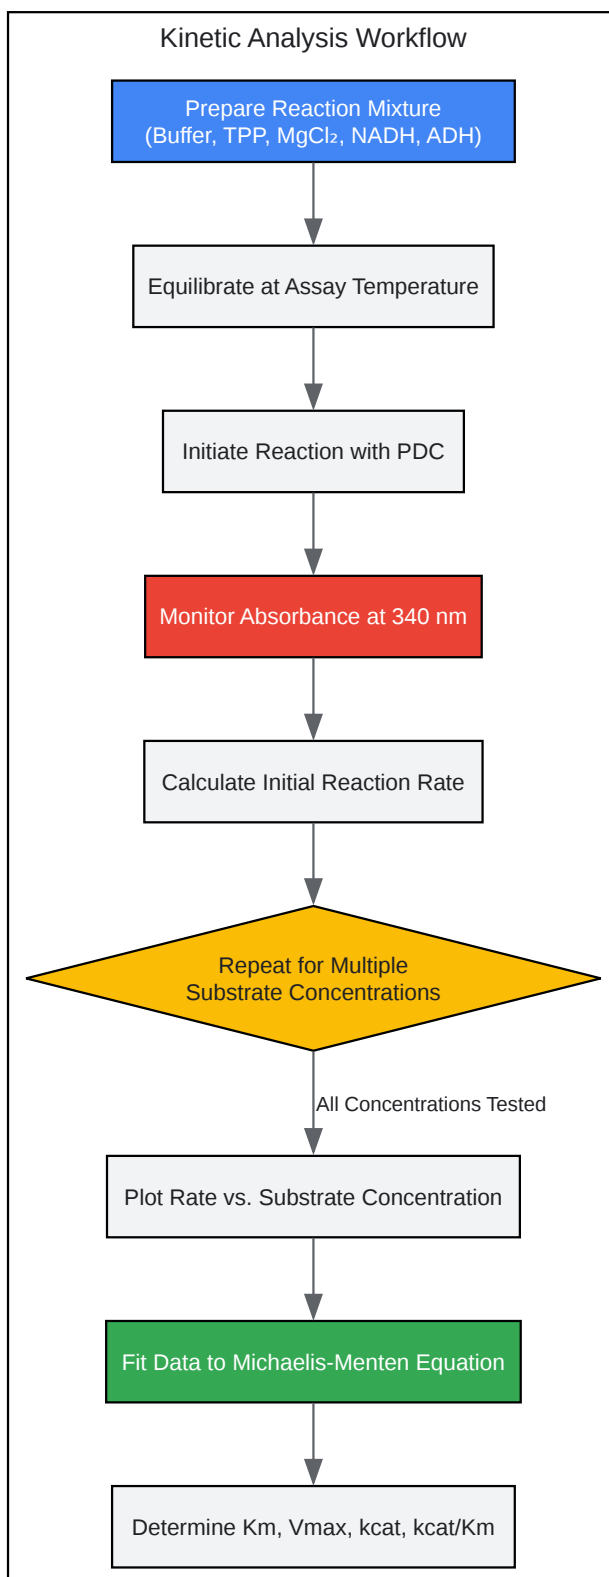 Kinetic Analysis Workflow
Prepare Reaction Mixture
(Buffer, TPP, MgCl₂, NADH, ADH)
Equilibrate at Assay Temperature
Initiate Reaction with PDC
Monitor Absorbance at 340 nm
Calculate Initial Reaction Rate
Repeat for Multiple
Substrate Concentrations
All Concentrations Tested
Plot Rate vs. Substrate Concentration
Fit Data to Michaelis-Menten Equation
Determine Km, Vmax, kcat, kcat/Km